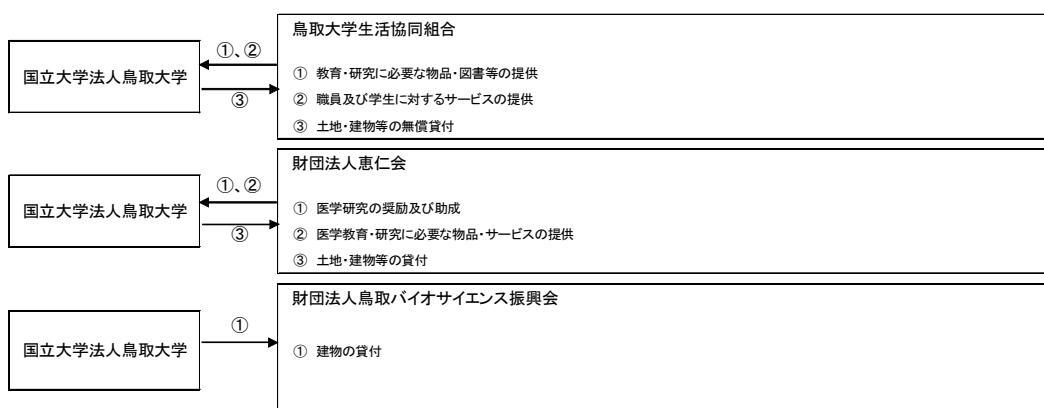 鳥取大学生活協同組合
国立大学法人鳥取大学
①、②
③
① 教育・研究に必要な物品・図書等の提供
② 職員及び学生に対するサービスの提供
③ 土地・建物等の無償貸付
財団法人恵仁会
国立大学法人鳥取大学
①、②
③
① 医学研究の奨励及び助成
② 医学教育・研究に必要な物品・サービスの提供
③ 土地・建物等の貸付
財団法人鳥取バイオサイエンス振興会
国立大学法人鳥取大学
①
① 建物の貸付